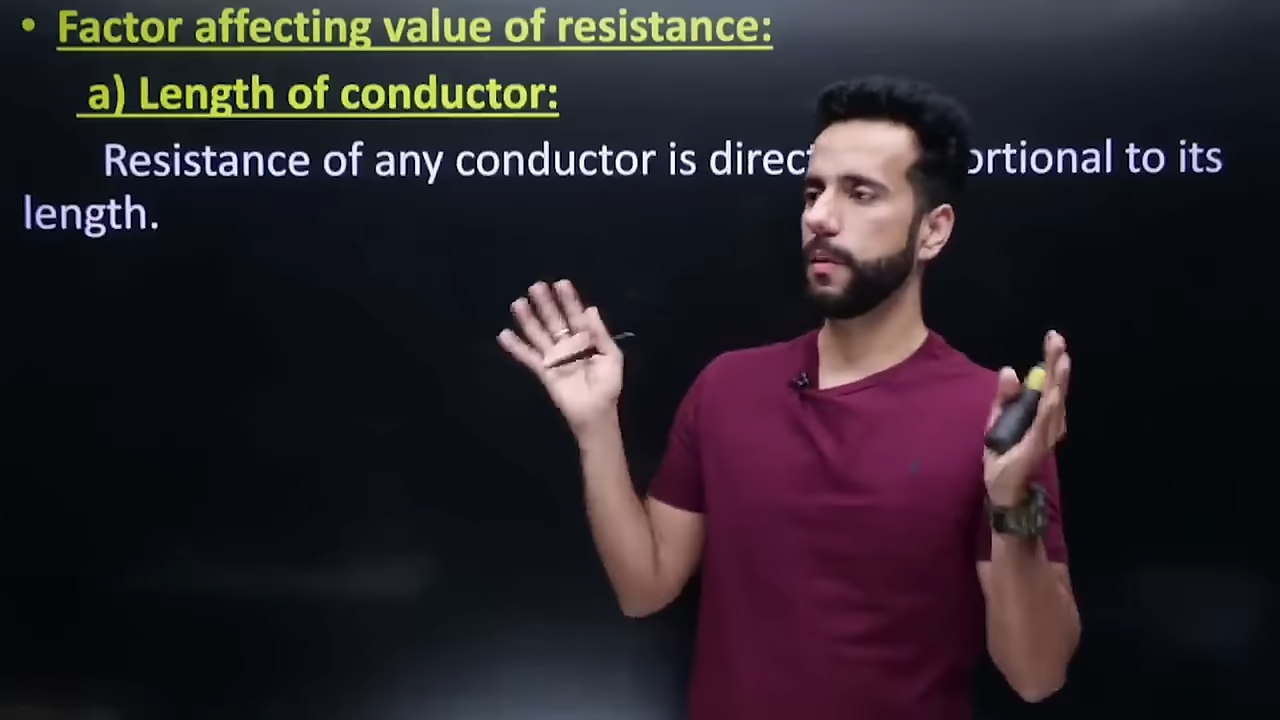 • Factor affecting value of resistance:
a) Length of conductor:
Resistance of any conductor is direc ortional to its
length.